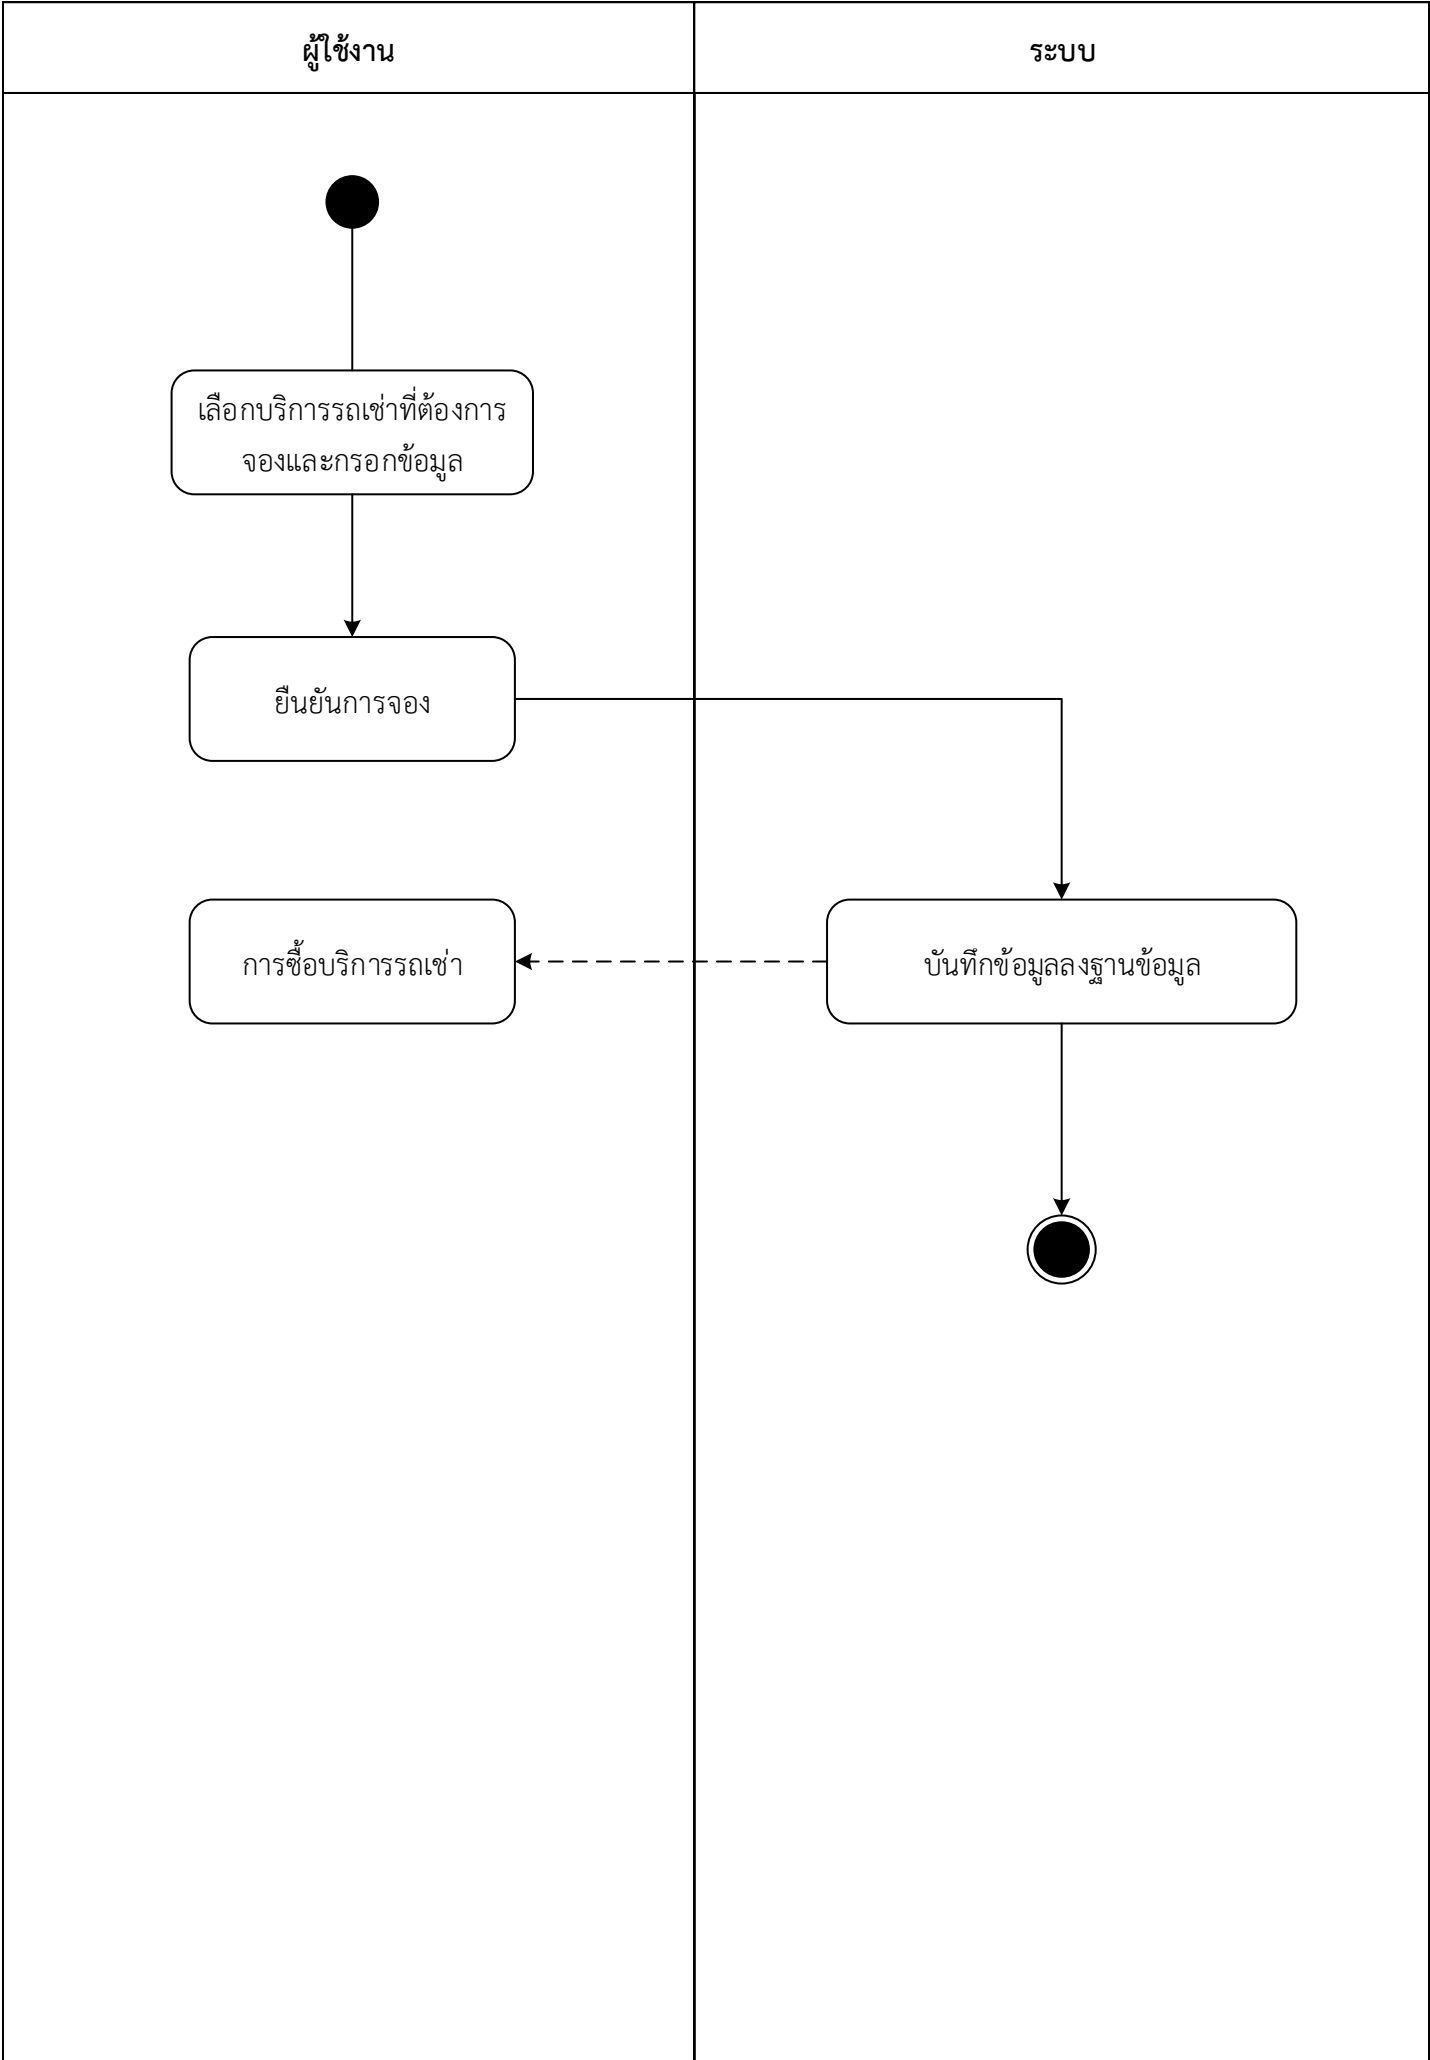 ผู้ใช้งาน
ระบบ
เลือกบริการรถเช่าที่ต้องการ
จองและกรอกข้อมูล
ยืนยันการจอง
การซื้อบริการรถเช่า
บันทึกข้อมูลลงฐานข้อมูล